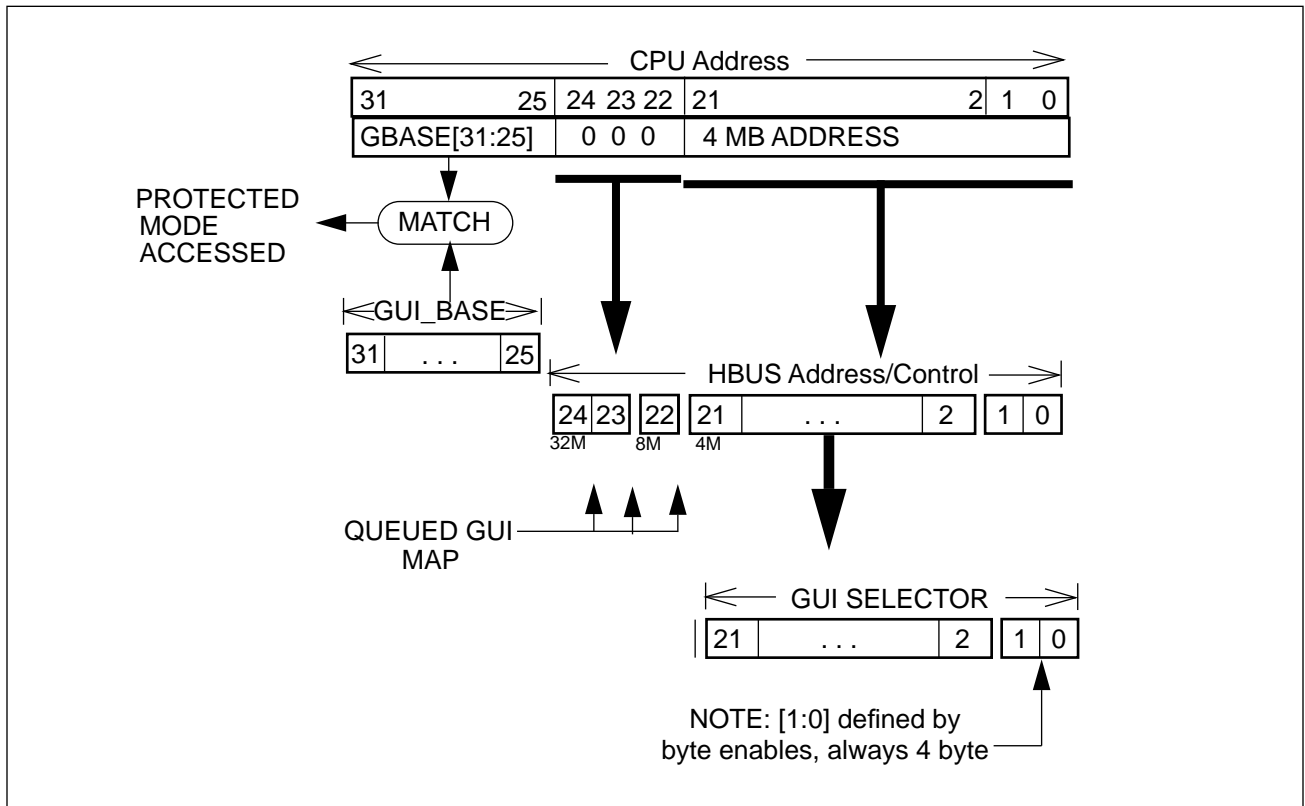 CPU Address
31 25 24 23 22 21 2 1 0
GBASE[31:25] 0 0 0 4 MB ADDRESS
PROTECTED
MODE
ACCESSED
MATCH
GUI_BASE
31 . . . 25
HBUS Address/Control
24 23 22 21 . . . 2 1 0
32M 8M 4M
QUEUED GUI
MAP
GUI SELECTOR
21 . . . 2 1 0
NOTE: [1:0] defined by
byte enables, always 4 byte